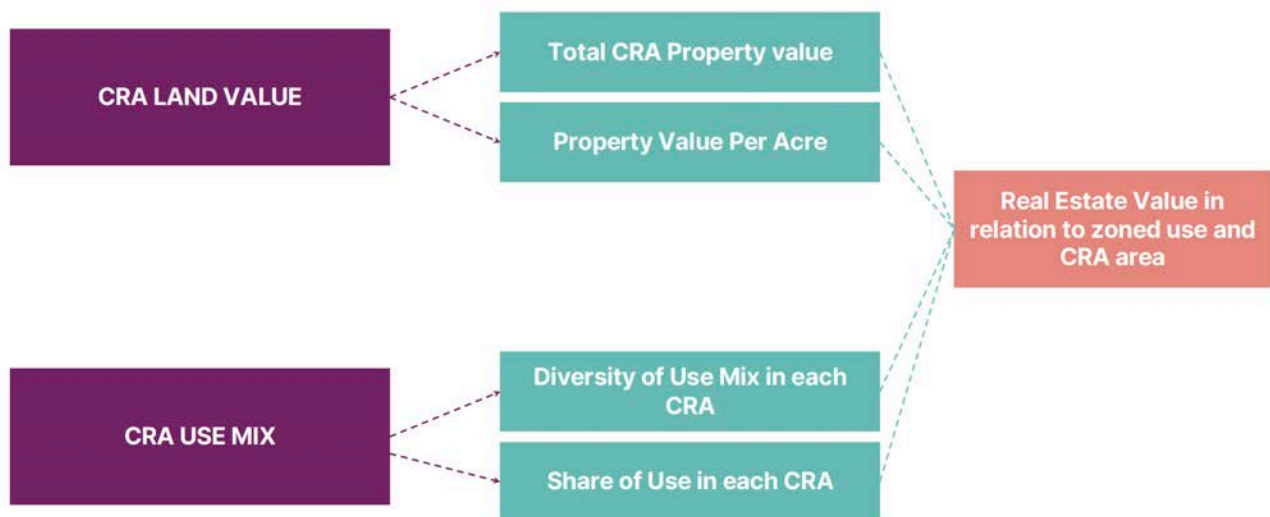 CRA LAND VALUE
Total CRA Property value
Property Value Per Acre
Real Estate Value in
relation to zoned use and
CRA area
CRA USE MIX
Diversity of Use Mix in each
CRA
Share of Use in each CRA